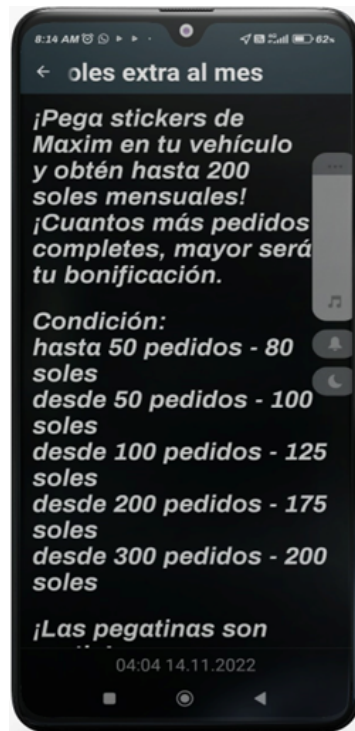 8:14 AM
62%
oles extra al mes
¡Pega stickers de
Maxim en tu vehículo
y obtén hasta 200
soles mensuales!
¡Cuantos más pedidos
completes, mayor será
tu bonificación.
Condición:
hasta 50 pedidos - 80
soles
desde 50 pedidos - 100
soles
desde 100 pedidos - 125
soles
desde 200 pedidos - 175
soles
desde 300 pedidos - 200
soles
¡Las pegatinas son
04:04 14.11.2022